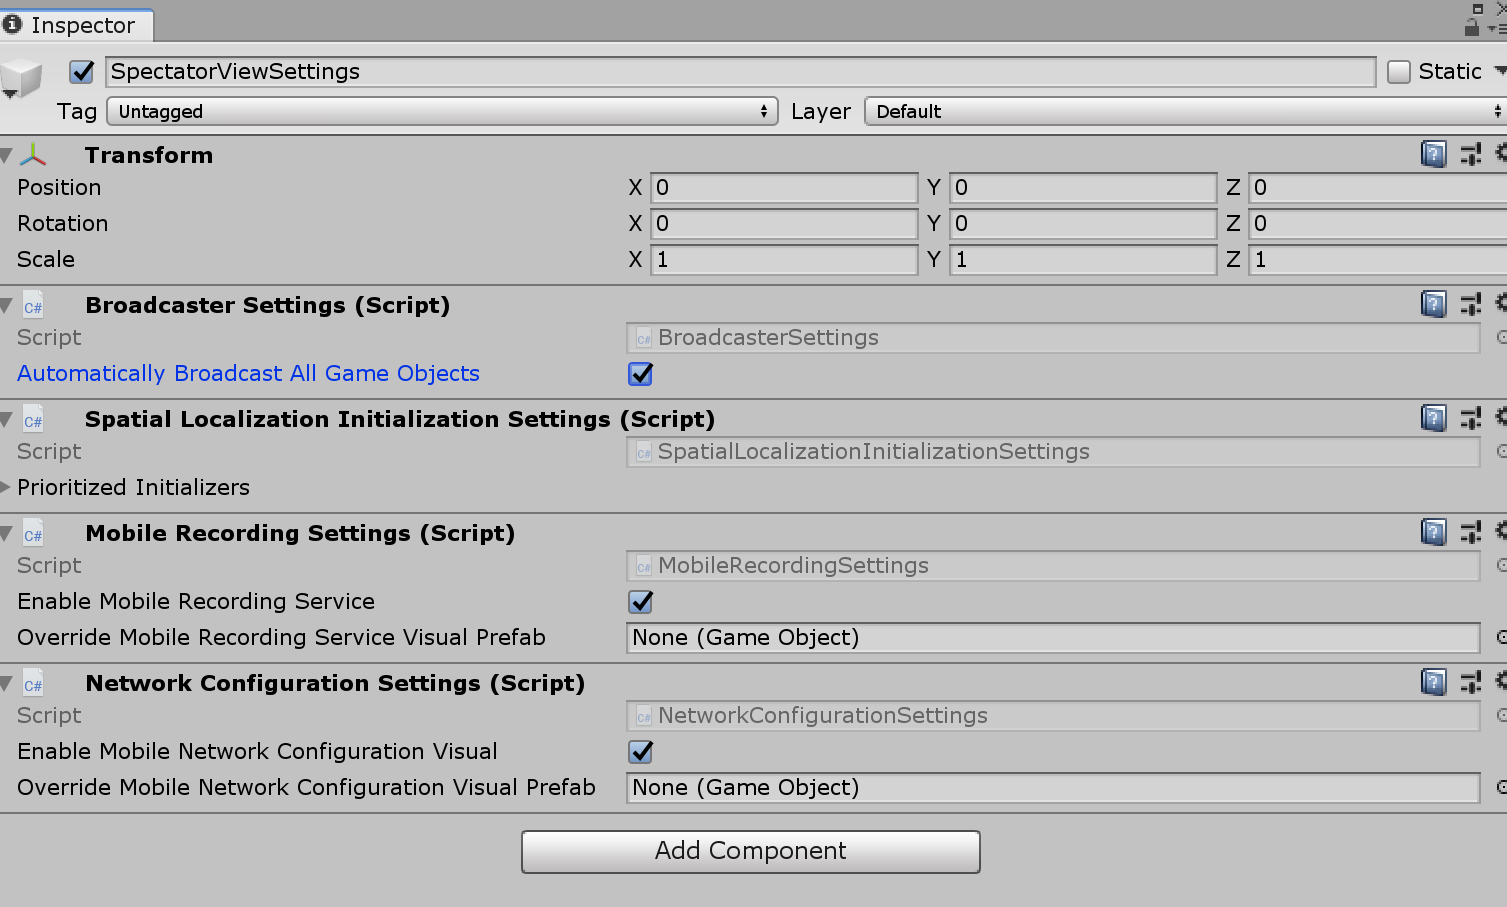 Inspector
SpectatorViewSettings Static
Tag Untagged Layer Default
Transform
Position X 0 Y 0 Z 0
Rotation X 0 Y 0 Z 0
Scale X 1 Y 1 Z 1
C# Broadcaster Settings (Script)
Script C# BroadcasterSettings
Automatically Broadcast All Game Objects
C# Spatial Localization Initialization Settings (Script)
Script C# SpatialLocalizationInitializationSettings
Prioritized Initializers
C# Mobile Recording Settings (Script)
Script C# MobileRecordingSettings
Enable Mobile Recording Service
Override Mobile Recording Service Visual Prefab None (Game Object)
C# Network Configuration Settings (Script)
Script C# NetworkConfigurationSettings
Enable Mobile Network Configuration Visual
Override Mobile Network Configuration Visual Prefab None (Game Object)
Add Component